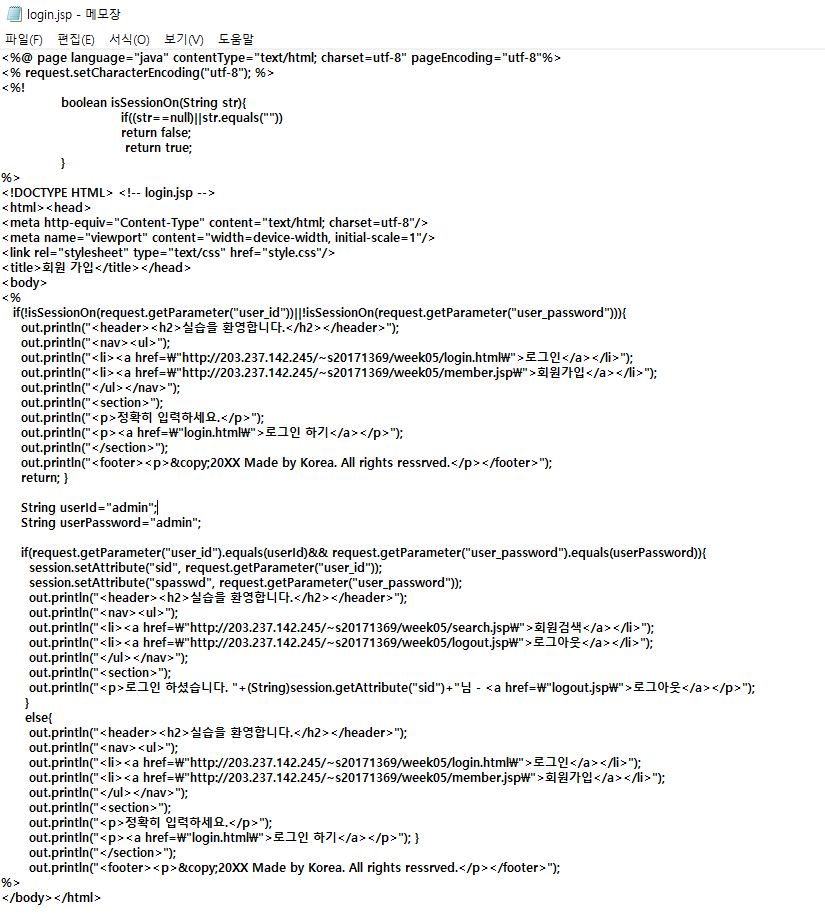 login.jsp - 메모장
파일(F) 편집(E) 서식(O) 보기(V) 도움말
<%@ page language="java" contentType="text/html; charset=utf-8" pageEncoding="utf-8"%>
<% request.setCharacterEncoding("utf-8"); %>
<%!
boolean isSessionOn(String str){
if((str==null)||str.equals(""))
return false;
return true;
}
%>
<!DOCTYPE HTML> <!-- login.jsp -->
<html><head>
<meta http-equiv="Content-Type" content="text/html; charset=utf-8"/>
<meta name="viewport" content="width=device-width, initial-scale=1"/>
<link rel="stylesheet" type="text/css" href="style.css"/>
<title>회원 가입</title></head>
<body>
<%
if(!isSessionOn(request.getParameter("user_id"))||!isSessionOn(request.getParameter("user_password"))){
out.println("<header><h2>실습을 환영합니다.</h2></header>");
out.println("<nav><ul>");
out.println("<li><a href=₩"http://203.237.142.245/~s20171369/week05/login.html₩">로그인</a></li>");
out.println("<li><a href=₩"http://203.237.142.245/~s20171369/week05/member.jsp₩">회원가입</a></li>");
out.println("</ul></nav>");
out.println("<section>");
out.println("<p>정확히 입력하세요.</p>");
out.println("<p><a href=₩"login.html₩">로그인 하기</a></p>");
out.println("</section>");
out.println("<footer><p>&copy;20XX Made by Korea. All rights ressrved.</p></footer>");
return; }
String userId="admin";
String userPassword="admin";
if(request.getParameter("user_id").equals(userId)&& request.getParameter("user_password").equals(userPassword)){
session.setAttribute("sid", request.getParameter("user_id"));
session.setAttribute("spasswd", request.getParameter("user_password"));
out.println("<header><h2>실습을 환영합니다.</h2></header>");
out.println("<nav><ul>");
out.println("<li><a href=₩"http://203.237.142.245/~s20171369/week05/search.jsp₩">회원검색</a></li>");
out.println("<li><a href=₩"http://203.237.142.245/~s20171369/week05/logout.jsp₩">로그아웃</a></li>");
out.println("</ul></nav>");
out.println("<section>");
out.println("<p>로그인 하셨습니다. "+(String)session.getAttribute("sid")+"님 - <a href=₩"logout.jsp₩">로그아웃</a></p>");
}
else{
out.println("<header><h2>실습을 환영합니다.</h2></header>");
out.println("<nav><ul>");
out.println("<li><a href=₩"http://203.237.142.245/~s20171369/week05/login.html₩">로그인</a></li>");
out.println("<li><a href=₩"http://203.237.142.245/~s20171369/week05/member.jsp₩">회원가입</a></li>");
out.println("</ul></nav>");
out.println("<section>");
out.println("<p>정확히 입력하세요.</p>");
out.println("<p><a href=₩"login.html₩">로그인 하기</a></p>"); }
out.println("</section>");
out.println("<footer><p>&copy;20XX Made by Korea. All rights ressrved.</p></footer>");
%>
</body></html>